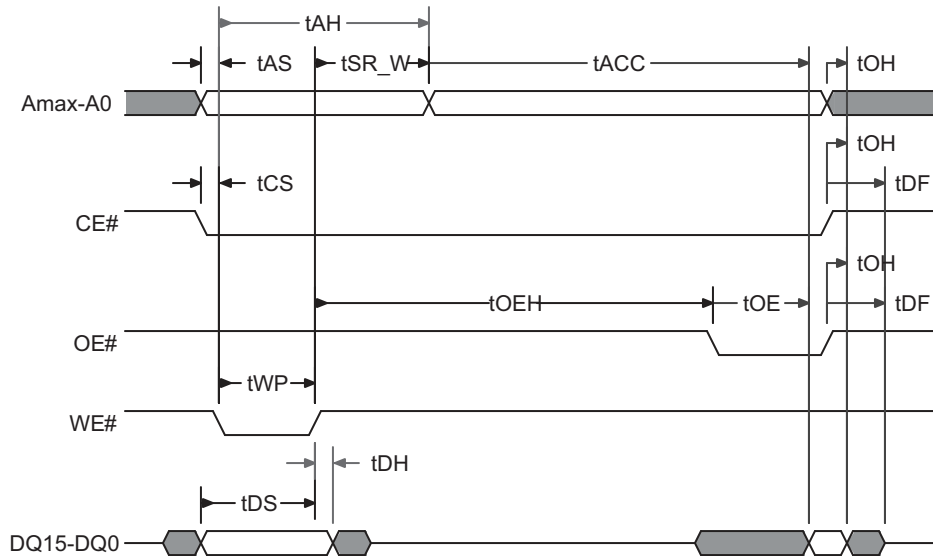 tAH
tAS tSR_W tACC tOH
Amax-A0
tOH
tCS tDF
CE#
tOH
tOEH tOE tDF
OE#
tWP
WE#
tDH
tDS
DQ15-DQ0